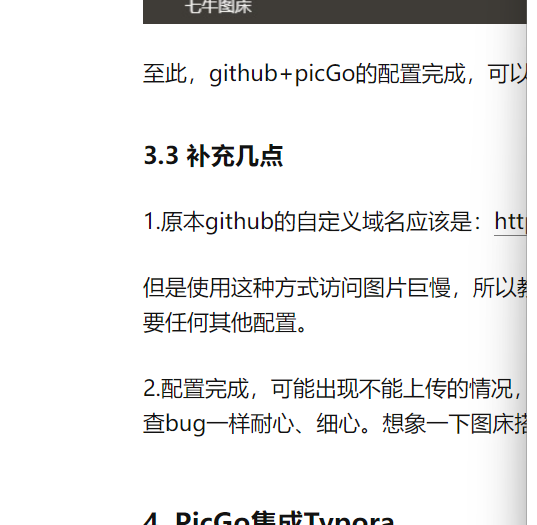 七牛图床
至此，github+picGo的配置完成，可以
3.3 补充几点
1.原本github的自定义域名应该是：http
但是使用这种方式访问图片巨慢，所以教
要任何其他配置。
2.配置完成，可能出现不能上传的情况，
查bug一样耐心、细心。想象一下图床搭
4. PicGo集成Typora